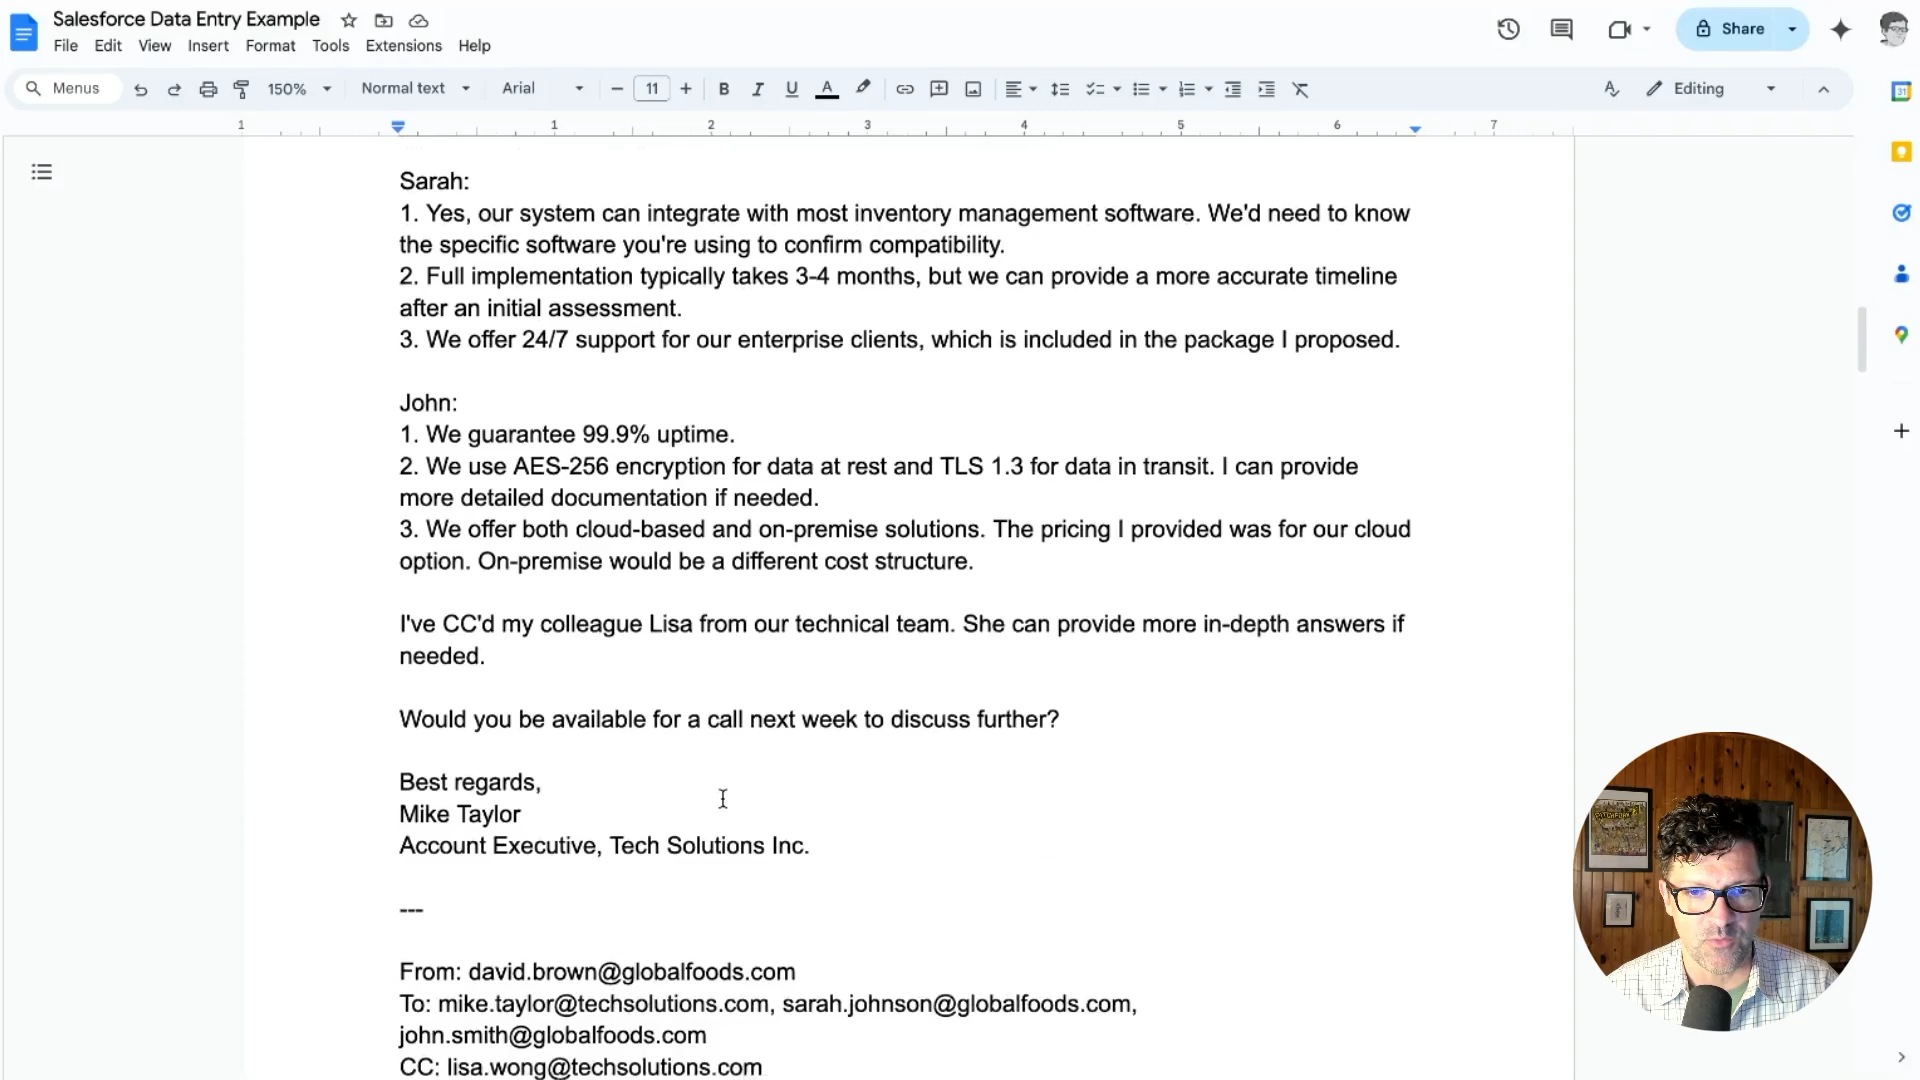 Salesforce Data Entry Example
File Edit View Insert Format Tools Extensions Help
Share
Menus 150% Normal text Arial 11 B I U A Editing
1 1 2 3 4 5 6 7
Sarah:
1. Yes, our system can integrate with most inventory management software. We'd need to know
the specific software you're using to confirm compatibility.
2. Full implementation typically takes 3-4 months, but we can provide a more accurate timeline
after an initial assessment.
3. We offer 24/7 support for our enterprise clients, which is included in the package I proposed.
John:
1. We guarantee 99.9% uptime.
2. We use AES-256 encryption for data at rest and TLS 1.3 for data in transit. I can provide
more detailed documentation if needed.
3. We offer both cloud-based and on-premise solutions. The pricing I provided was for our cloud
option. On-premise would be a different cost structure.
I've CC'd my colleague Lisa from our technical team. She can provide more in-depth answers if
needed.
Would you be available for a call next week to discuss further?
Best regards,
Mike Taylor
Account Executive, Tech Solutions Inc.
---
From: david.brown@globalfoods.com
To: mike.taylor@techsolutions.com, sarah.johnson@globalfoods.com,
john.smith@globalfoods.com
CC: lisa.wong@techsolutions.com
31
PITCHFORK